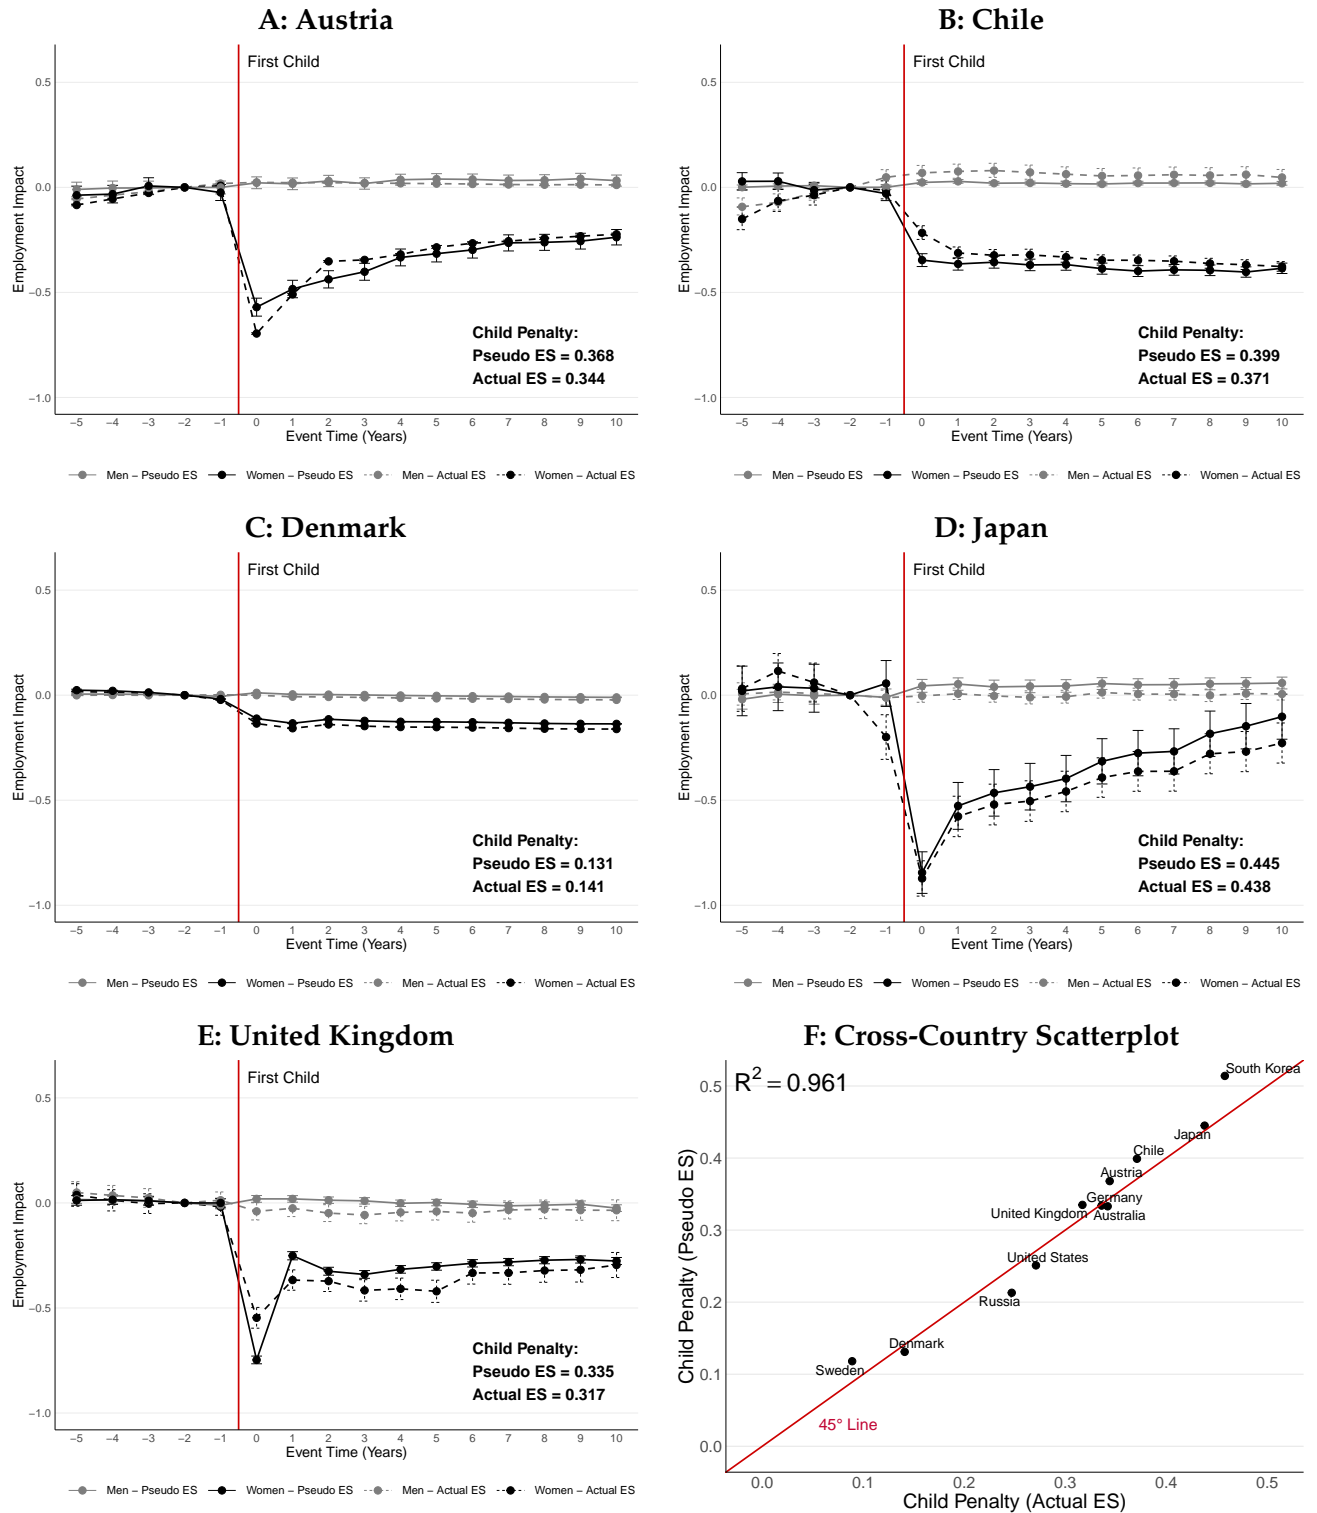 A: Austria
First Child
0.5
0.0
−0.5
−1.0
Employment Impact
Child Penalty:
Pseudo ES = 0.368
Actual ES = 0.344
−5 −4 −3 −2 −1 0 1 2 3 4 5 6 7 8 9 10
Event Time (Years)
Men − Pseudo ES Women − Pseudo ES Men − Actual ES Women − Actual ES
B: Chile
First Child
0.5
0.0
−0.5
−1.0
Employment Impact
Child Penalty:
Pseudo ES = 0.399
Actual ES = 0.371
−5 −4 −3 −2 −1 0 1 2 3 4 5 6 7 8 9 10
Event Time (Years)
Men − Pseudo ES Women − Pseudo ES Men − Actual ES Women − Actual ES
C: Denmark
First Child
0.5
0.0
−0.5
−1.0
Employment Impact
Child Penalty:
Pseudo ES = 0.131
Actual ES = 0.141
−5 −4 −3 −2 −1 0 1 2 3 4 5 6 7 8 9 10
Event Time (Years)
Men − Pseudo ES Women − Pseudo ES Men − Actual ES Women − Actual ES
D: Japan
First Child
0.5
0.0
−0.5
−1.0
Employment Impact
Child Penalty:
Pseudo ES = 0.445
Actual ES = 0.438
−5 −4 −3 −2 −1 0 1 2 3 4 5 6 7 8 9 10
Event Time (Years)
Men − Pseudo ES Women − Pseudo ES Men − Actual ES Women − Actual ES
E: United Kingdom
First Child
0.5
0.0
−0.5
−1.0
Employment Impact
Child Penalty:
Pseudo ES = 0.335
Actual ES = 0.317
−5 −4 −3 −2 −1 0 1 2 3 4 5 6 7 8 9 10
Event Time (Years)
Men − Pseudo ES Women − Pseudo ES Men − Actual ES Women − Actual ES
F: Cross-Country Scatterplot
R² = 0.961
South Korea
Japan
Chile
Austria
Germany
United Kingdom
Australia
United States
Russia
Denmark
Sweden
45° Line
0.5
0.4
0.3
0.2
0.1
0.0
Child Penalty (Pseudo ES)
0.0 0.1 0.2 0.3 0.4 0.5
Child Penalty (Actual ES)